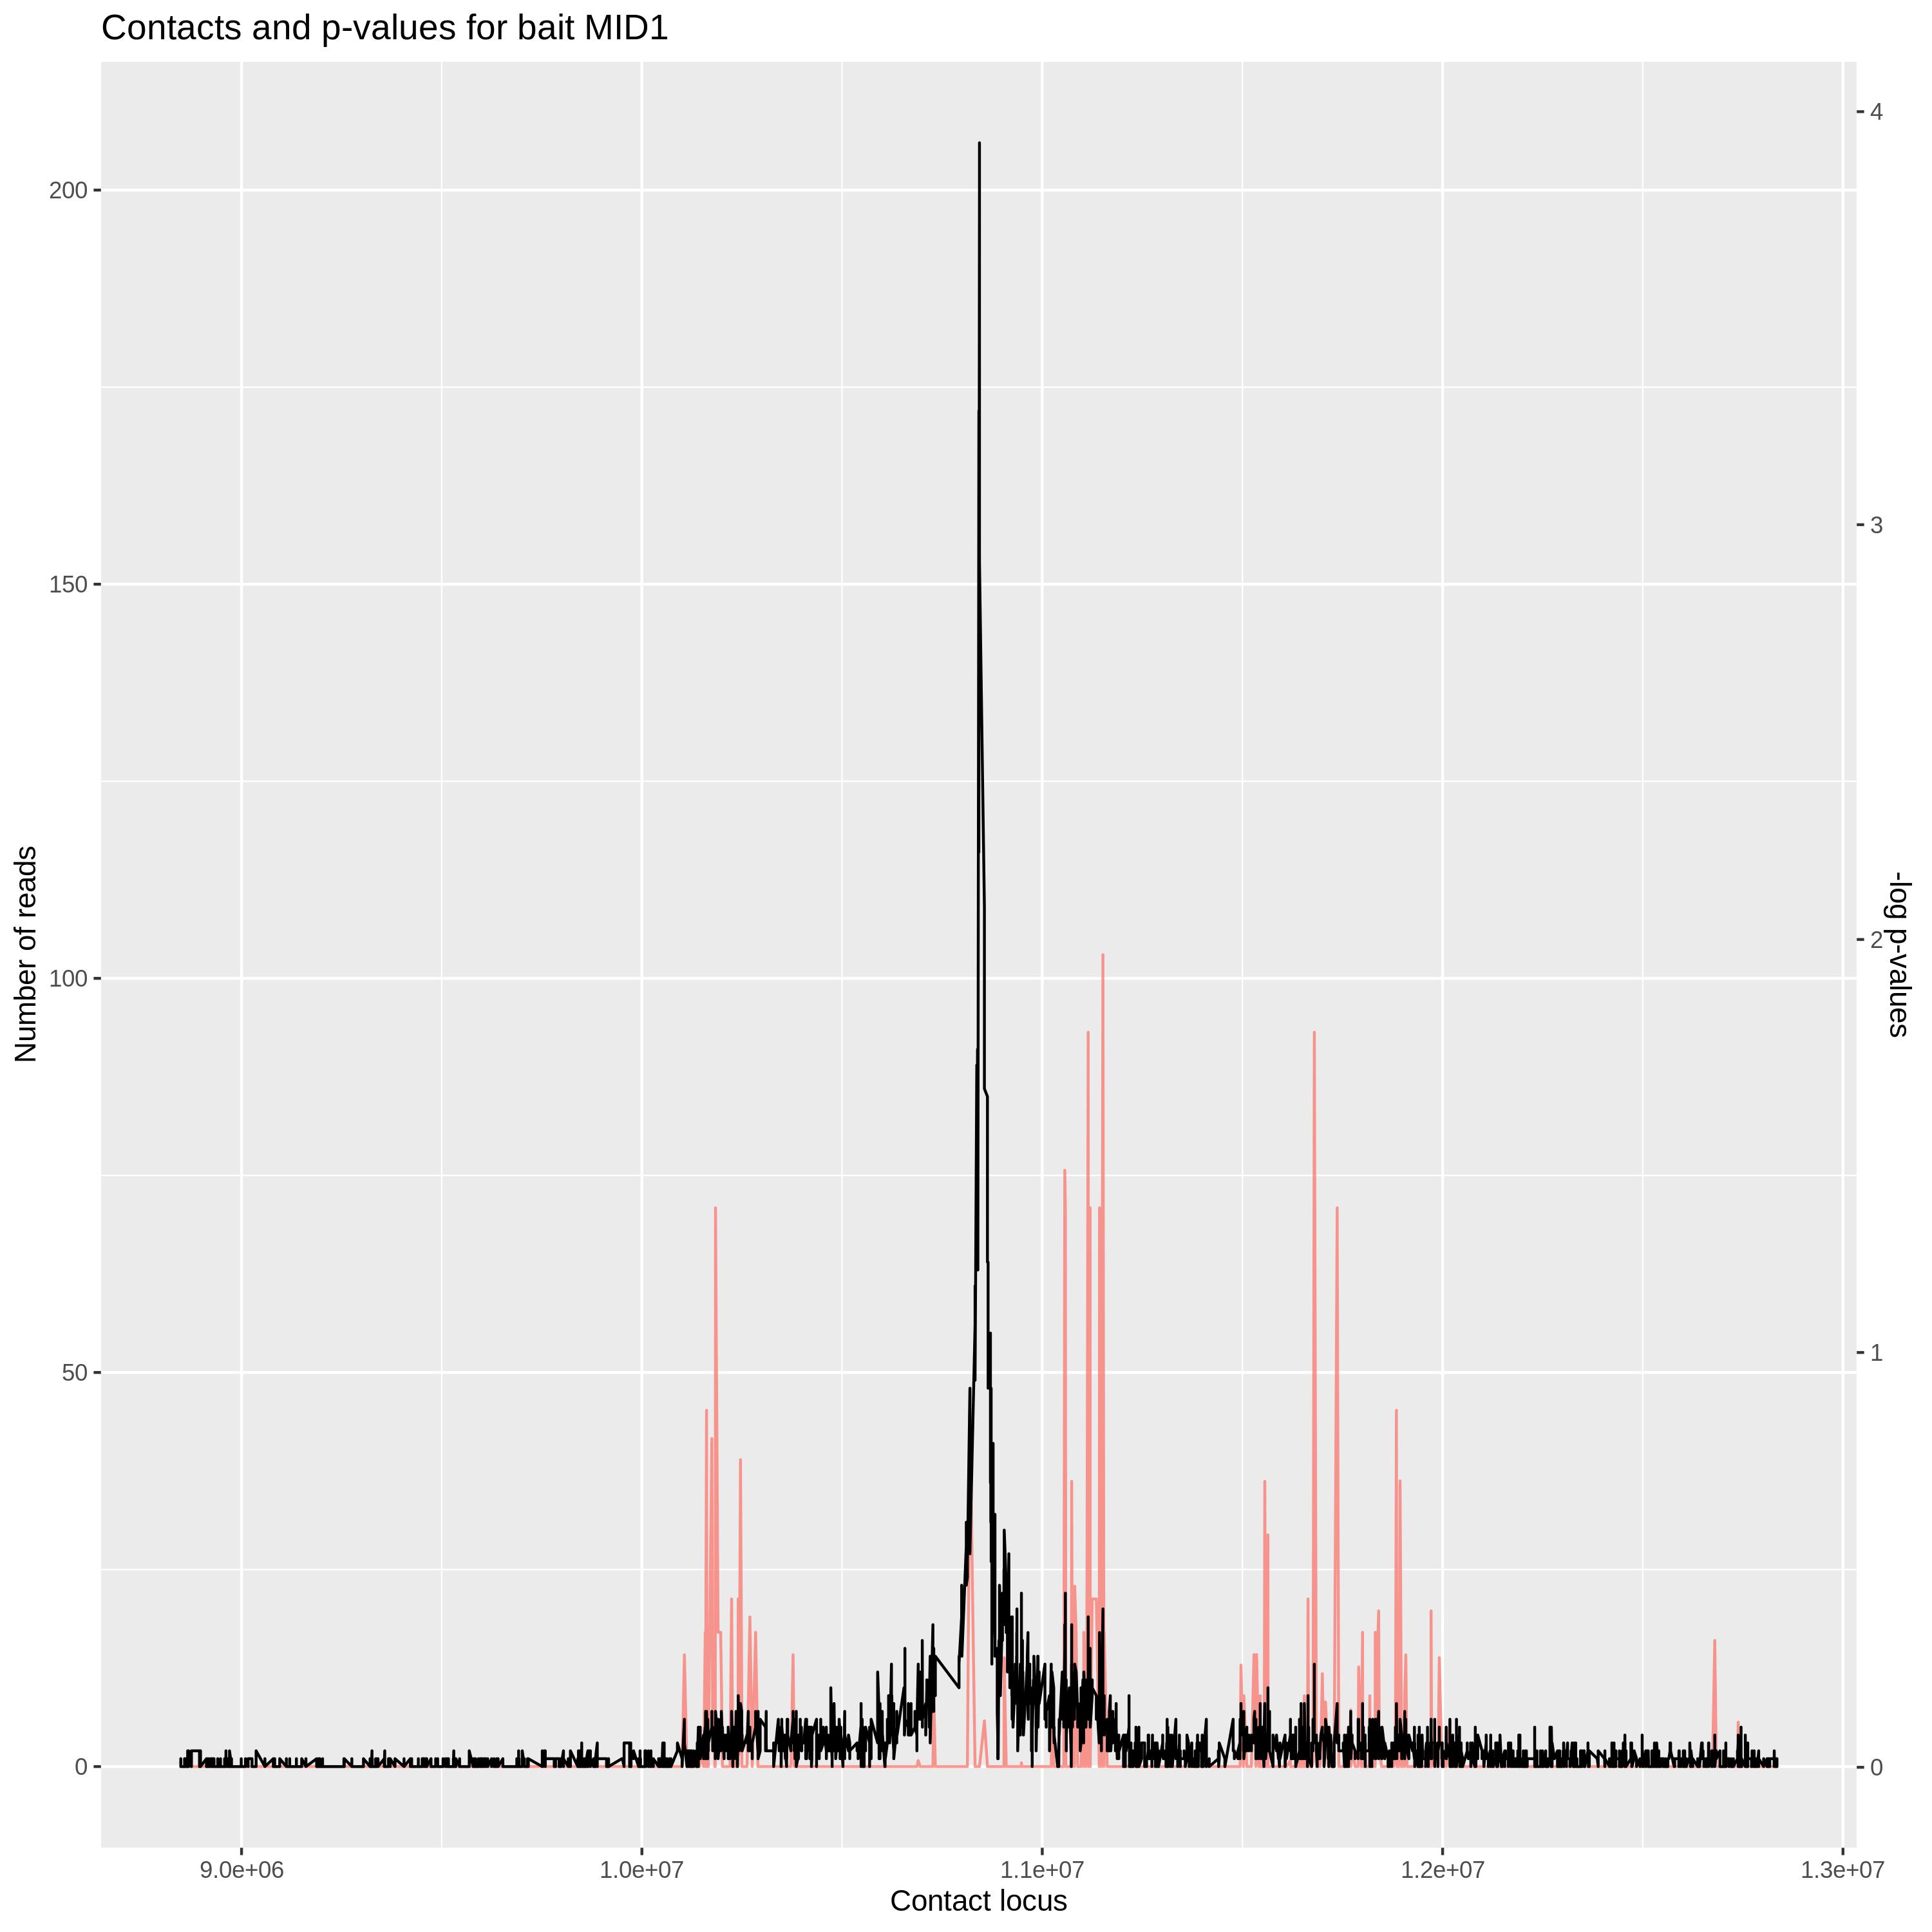 Contacts and p-values for bait MID1
200
150
100
50
0
Number of reads
4
3
2
1
0
-log p-values
9.0e+06
1.0e+07
1.1e+07
1.2e+07
1.3e+07
Contact locus